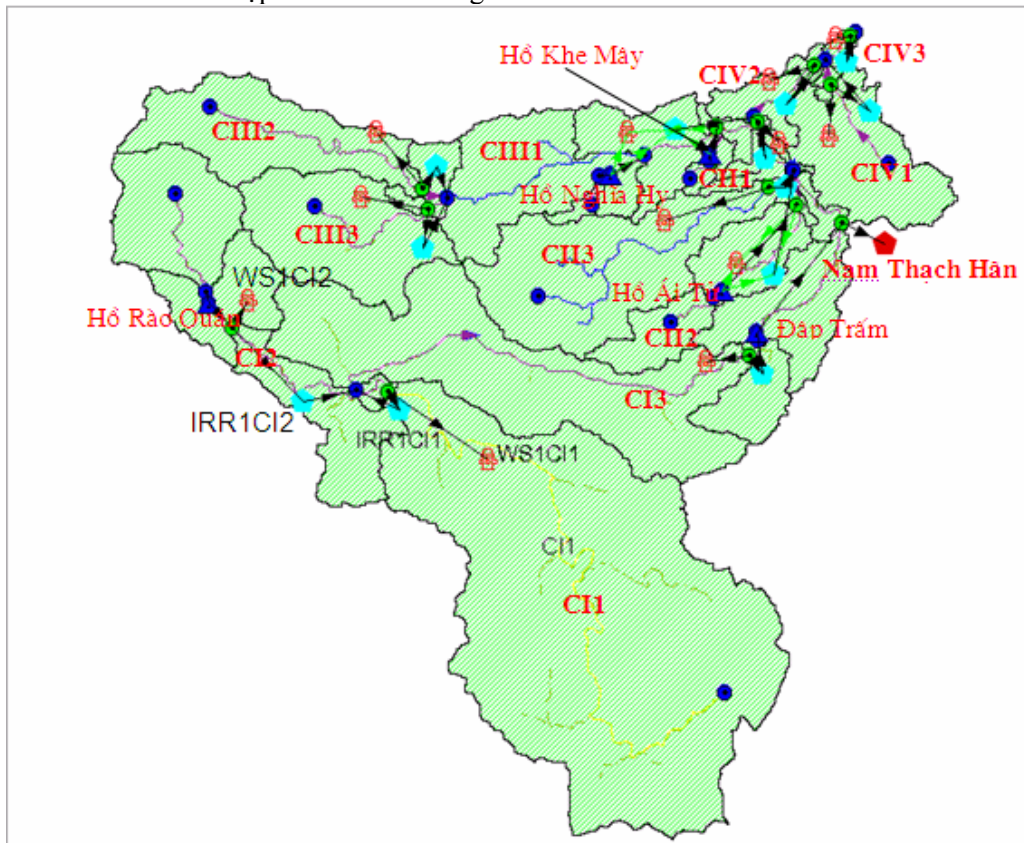 Hồ Khe Mây
CIV2
CIV3
CIII2
CIII1
CIV1
CII1
Hồ Nghĩa Hy
CIII3
CII3
WS1CI2
Nam Thạch Hãn
Hồ Ái Tử
Hồ Rào Quán
CII2
Đập Trấm
CI2
CI3
IRR1CI2
IRR1CI1
WS1CI1
CI1
CI1